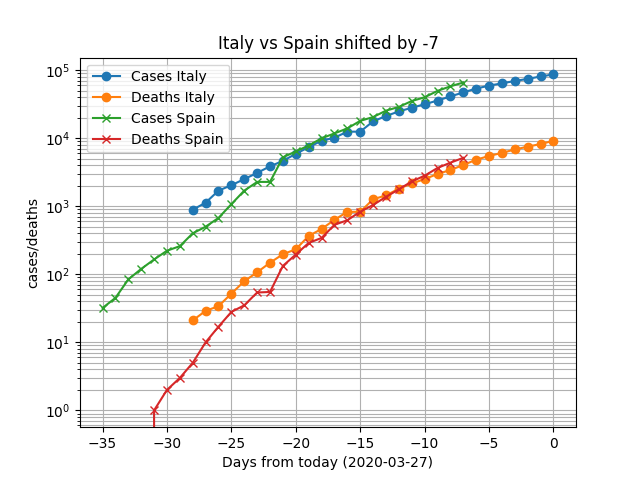 Italy vs Spain shifted by -7
Cases Italy
Deaths Italy
Cases Spain
Deaths Spain
cases/deaths
10⁵
10⁴
10³
10²
10¹
10⁰
−35 −30 −25 −20 −15 −10 −5 0
Days from today (2020-03-27)